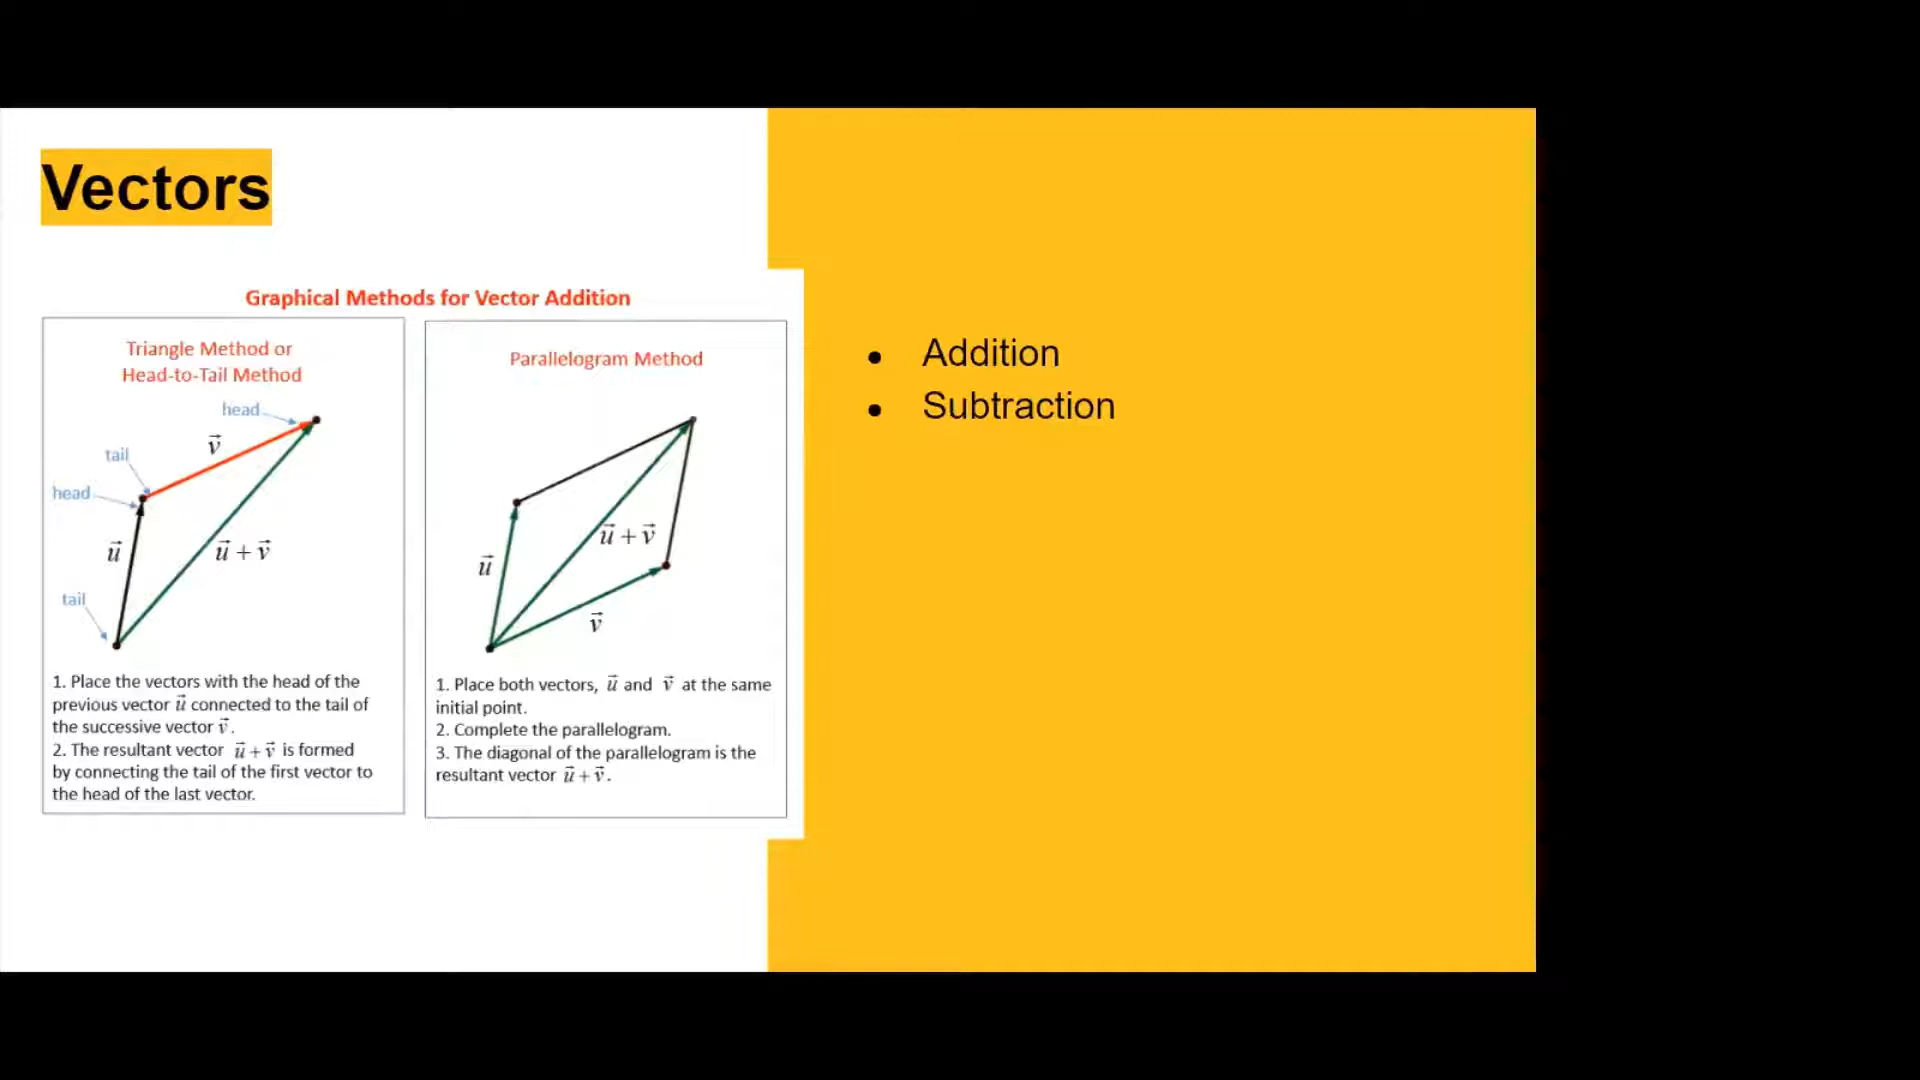 Vectors
Graphical Methods for Vector Addition
Triangle Method or
Head-to-Tail Method
head
v⃗
tail
head
u⃗
u⃗ + v⃗
tail
1. Place the vectors with the head of the
previous vector u⃗ connected to the tail of
the successive vector v⃗.
2. The resultant vector u⃗ + v⃗ is formed
by connecting the tail of the first vector to
the head of the last vector.
Parallelogram Method
u⃗ + v⃗
u⃗
v⃗
1. Place both vectors, u⃗ and v⃗ at the same
initial point.
2. Complete the parallelogram.
3. The diagonal of the parallelogram is the
resultant vector u⃗ + v⃗.
● Addition
● Subtraction